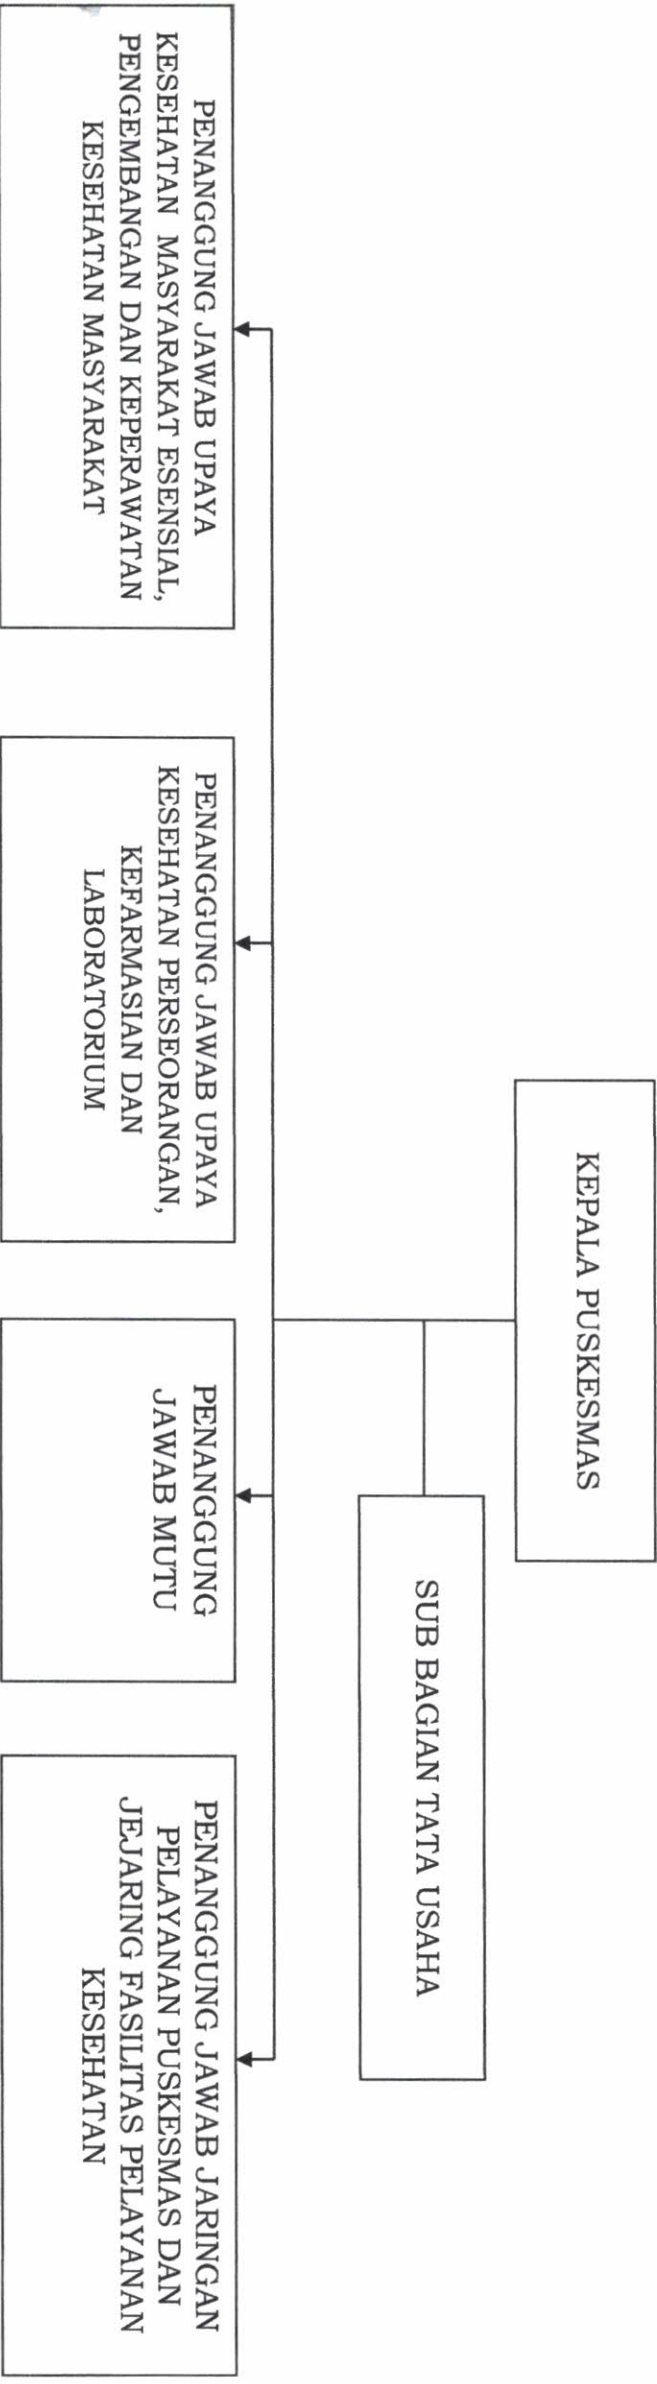 KEPALA PUSKESMAS
SUB BAGIAN TATA USAHA
PENANGGUNG JAWAB UPAYA
KESEHATAN MASYARAKAT ESENSIAL,
PENGEMBANGAN DAN KEPERAWATAN
KESEHATAN MASYARAKAT
PENANGGUNG JAWAB UPAYA
KESEHATAN PERSEORANGAN,
KEFARMASIAN DAN
LABORATORIUM
PENANGGUNG
JAWAB MUTU
PENANGGUNG JAWAB JARINGAN
PELAYANAN PUSKESMAS DAN
JEJARING FASILITAS PELAYANAN
KESEHATAN